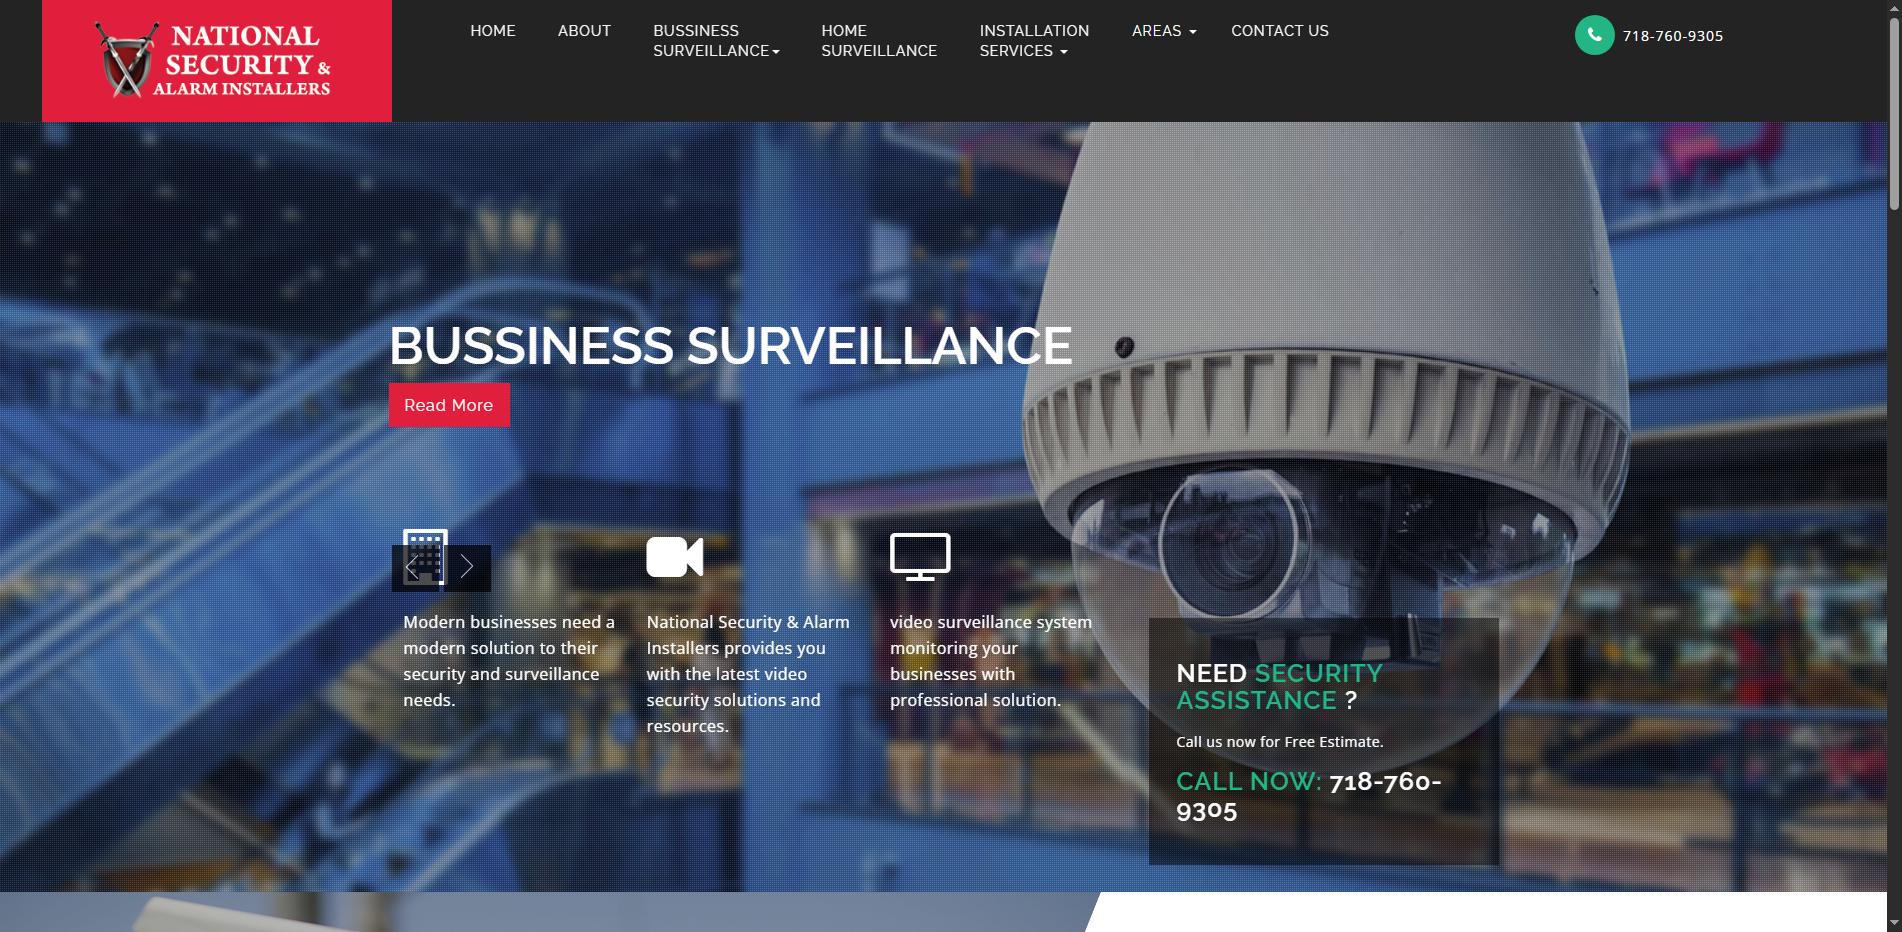 NATIONAL
SECURITY &
ALARM INSTALLERS
HOME
ABOUT
BUSSINESS
SURVEILLANCE
HOME
SURVEILLANCE
INSTALLATION
SERVICES
AREAS
CONTACT US
718-760-9305
BUSSINESS SURVEILLANCE
Read More
Modern businesses need a
modern solution to their
security and surveillance
needs.
National Security & Alarm
Installers provides you
with the latest video
security solutions and
resources.
video surveillance system
monitoring your
businesses with
professional solution.
NEED SECURITY
ASSISTANCE ?
Call us now for Free Estimate.
CALL NOW: 718-760-
9305